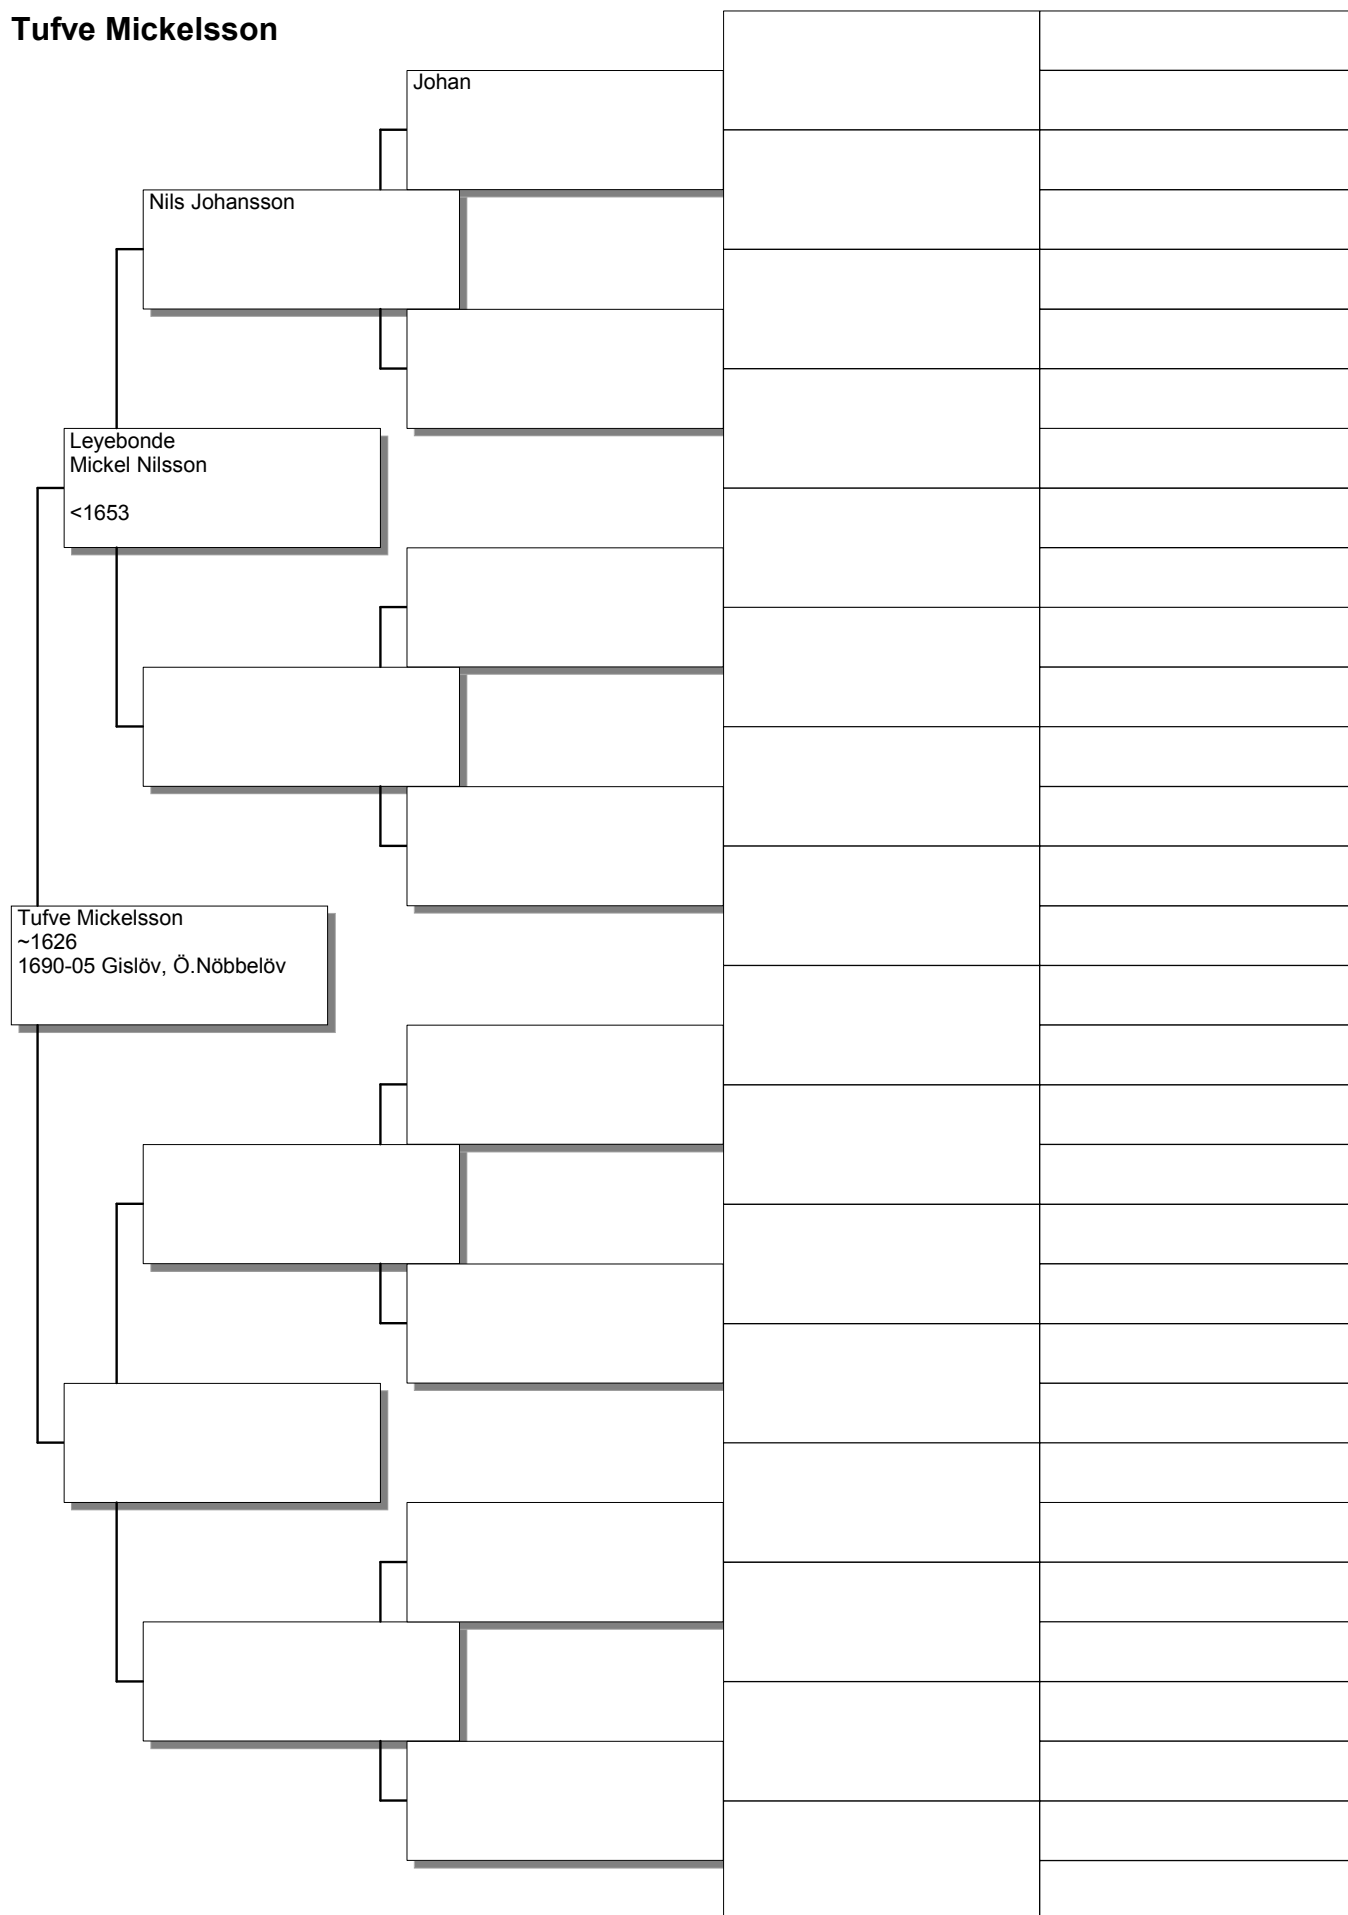 Tufve Mickelsson
Johan
Nils Johansson
Leyebonde
Mickel Nilsson
<1653
Tufve Mickelsson
~1626
1690-05 Gislöv, Ö.Nöbbelöv